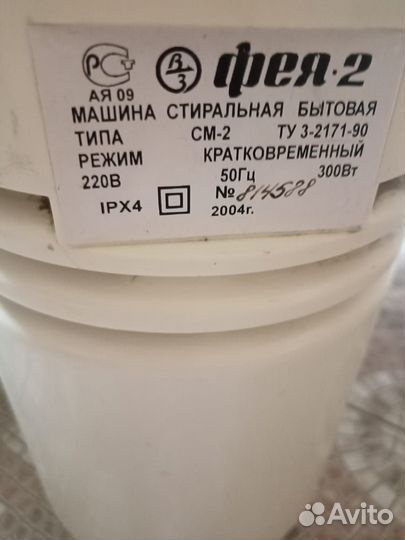 РСТ
АЯ 09
В
З
Фея·2
МАШИНА СТИРАЛЬНАЯ БЫТОВАЯ
ТИПА СМ-2 ТУ 3-2171-90
РЕЖИМ КРАТКОВРЕМЕННЫЙ
220В 50Гц 300Вт
IPX4 № 814588
2004г.
Avito